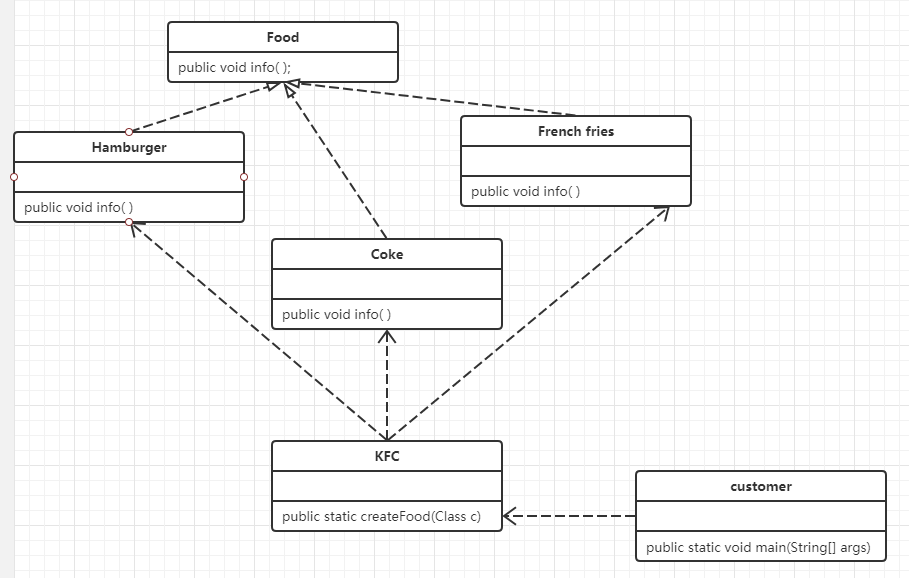 Food
public void info( );
Hamburger
public void info( )
French fries
public void info( )
Coke
public void info( )
KFC
public static createFood(Class c)
customer
public static void main(String[] args)